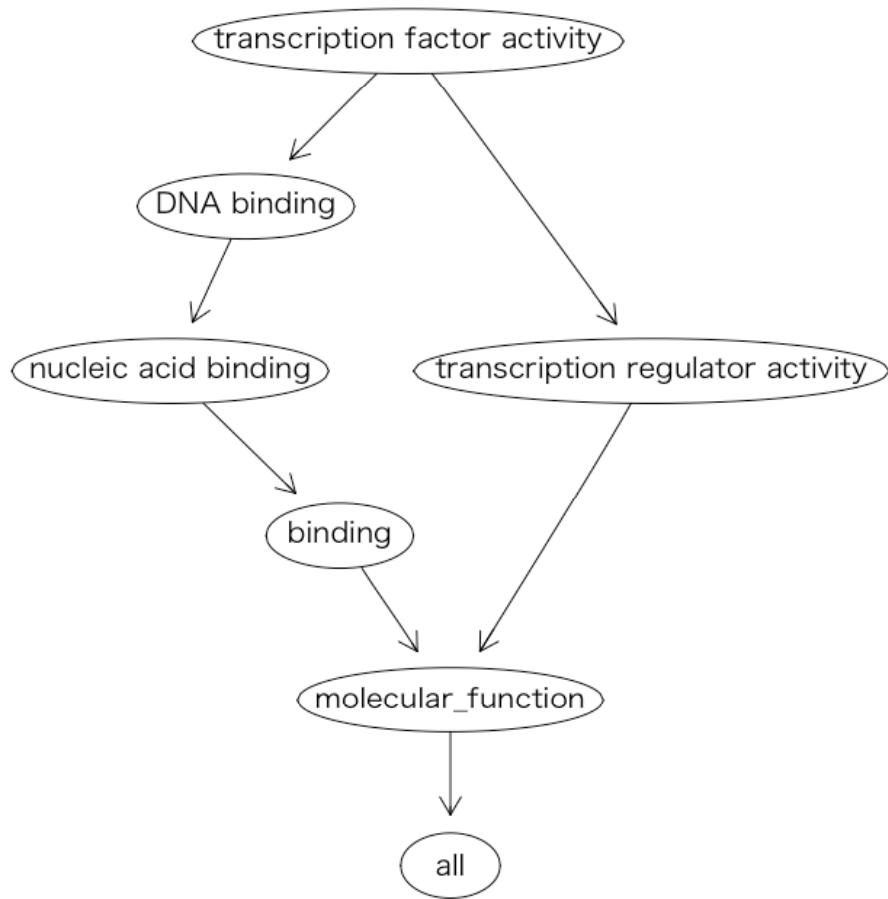 transcription factor activity
DNA binding
nucleic acid binding
transcription regulator activity
binding
molecular_function
all